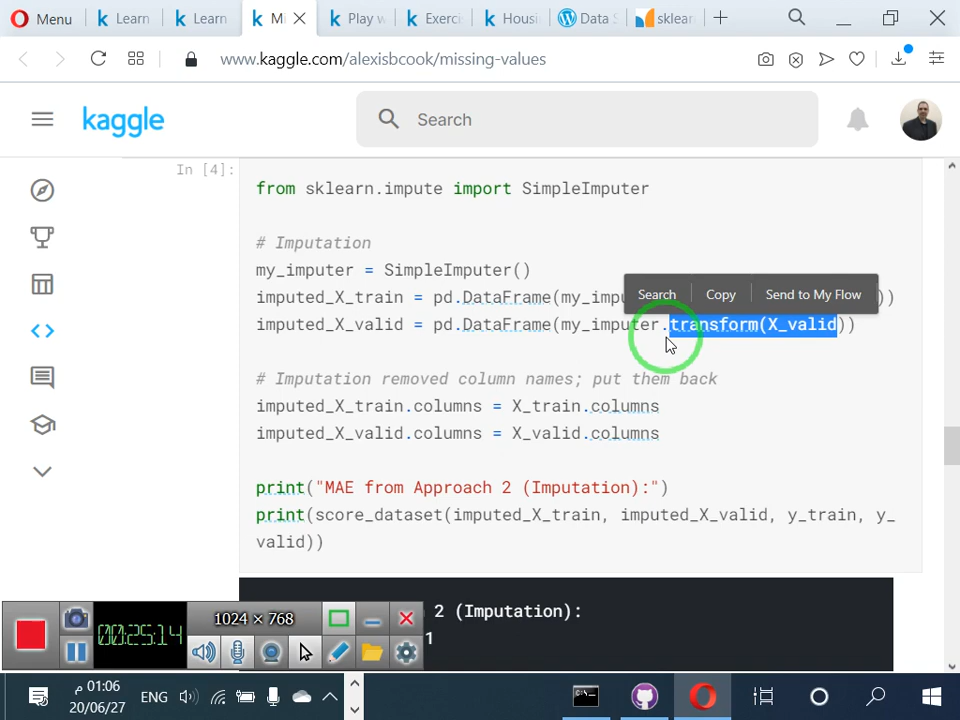 Menu
Learn
Learn
Mi
Play w
Exerci
Housi
Data S
sklear
www.kaggle.com/alexisbcook/missing-values
kaggle
Search
In [4]:
from sklearn.impute import SimpleImputer
# Imputation
my_imputer = SimpleImputer()
imputed_X_train = pd.DataFrame(my_impu ))
Search
Copy
Send to My Flow
imputed_X_valid = pd.DataFrame(my_imputer.transform(X_valid))
# Imputation removed column names; put them back
imputed_X_train.columns = X_train.columns
imputed_X_valid.columns = X_valid.columns
print("MAE from Approach 2 (Imputation):")
print(score_dataset(imputed_X_train, imputed_X_valid, y_train, y_
valid))
2 (Imputation):
1
1024 × 768
00:25:14
01:06 م
20/06/27
ENG